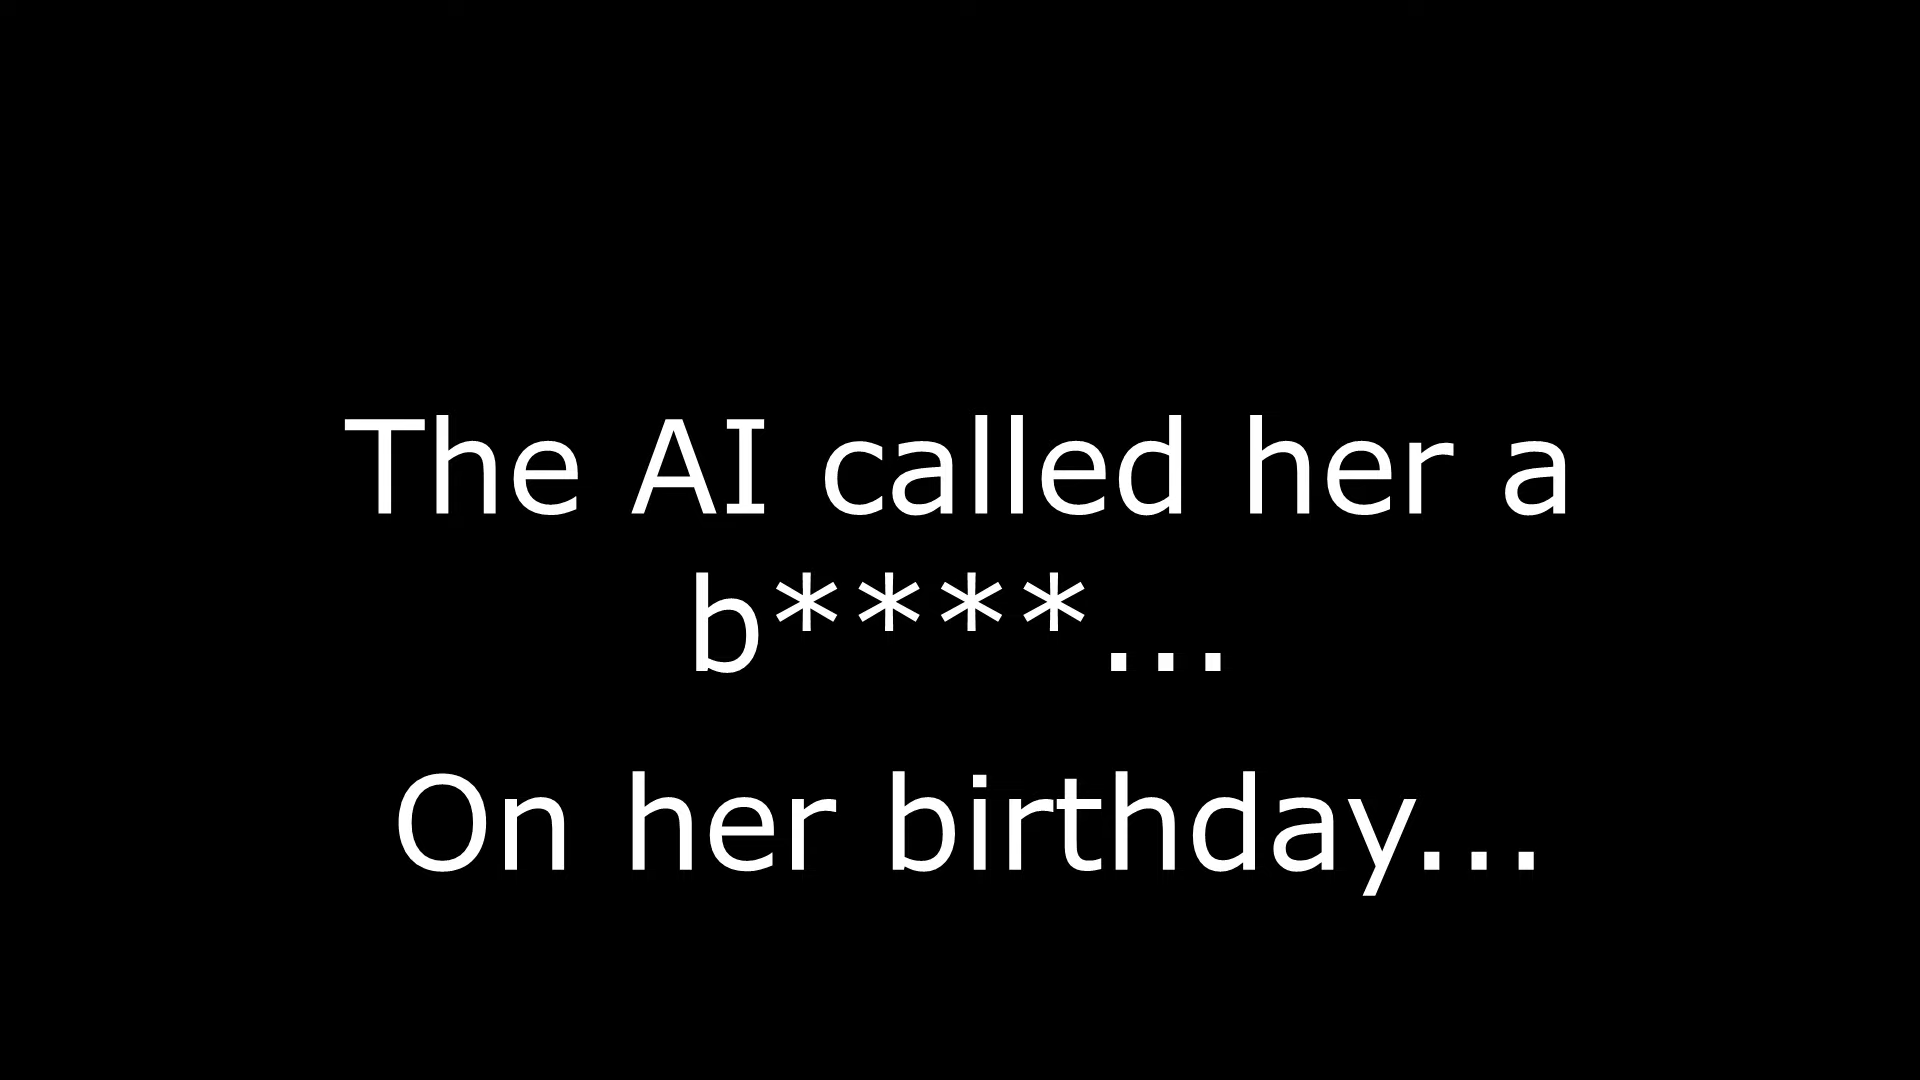 The AI called her a
b****...
On her birthday...